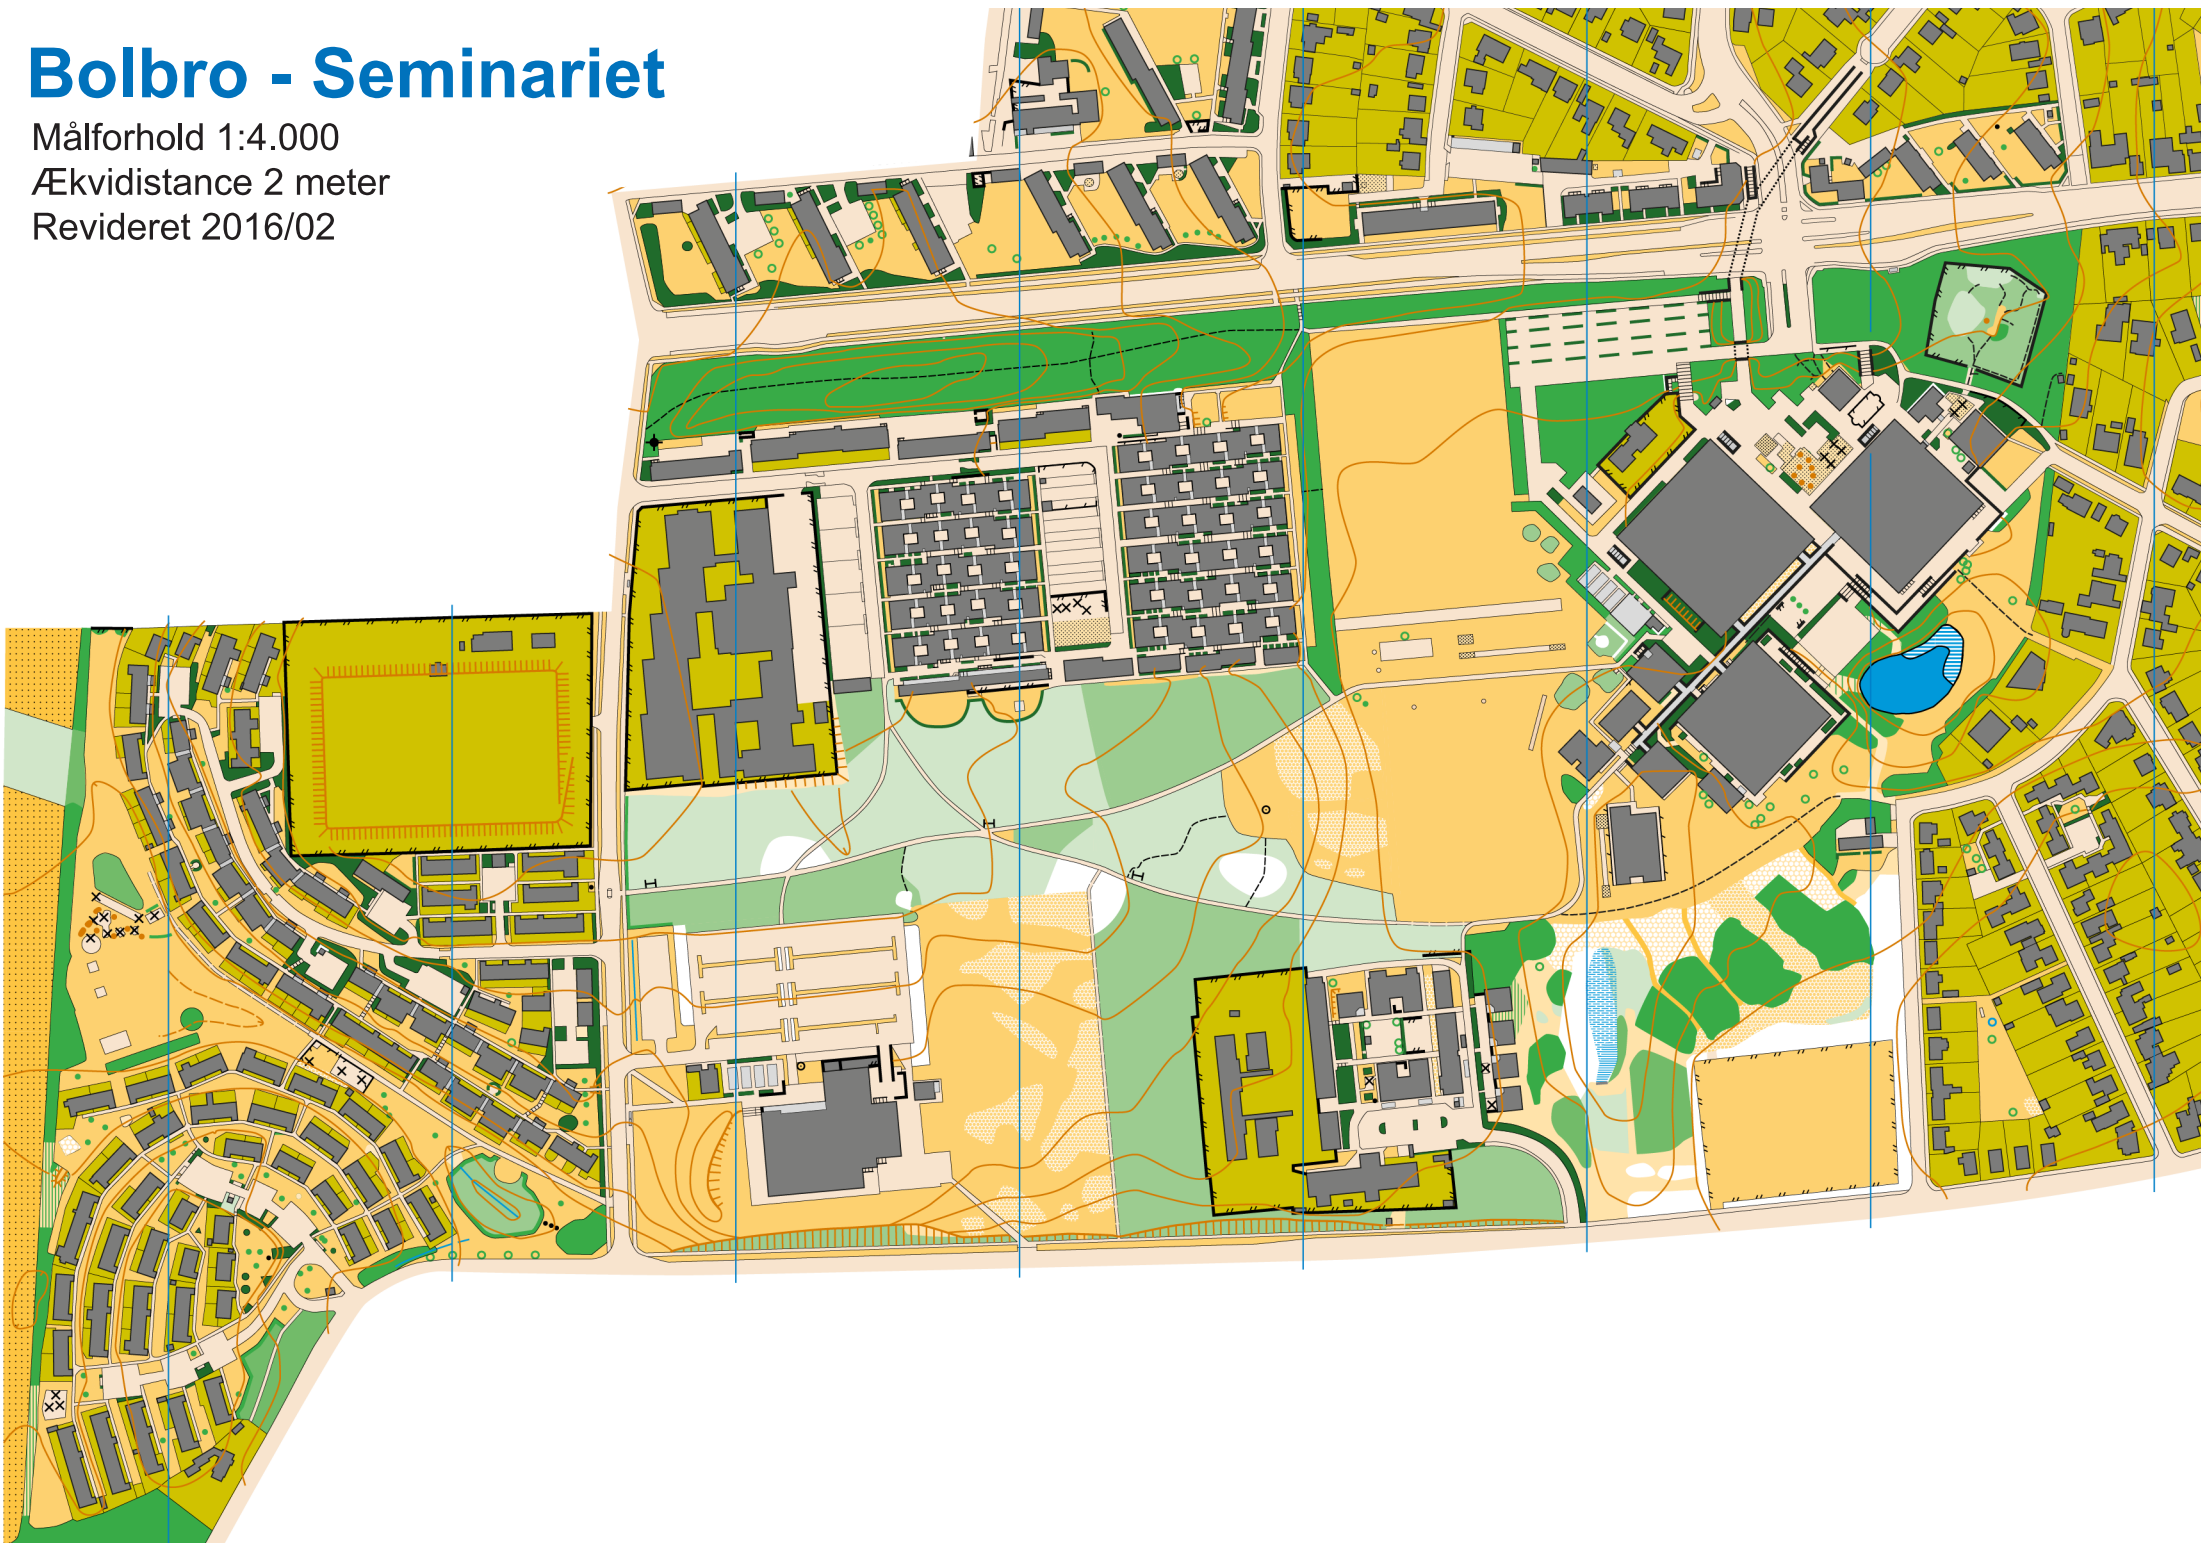 Bolbro - Seminariet
Målforhold 1:4.000
Ækvidistance 2 meter
Revideret 2016/02